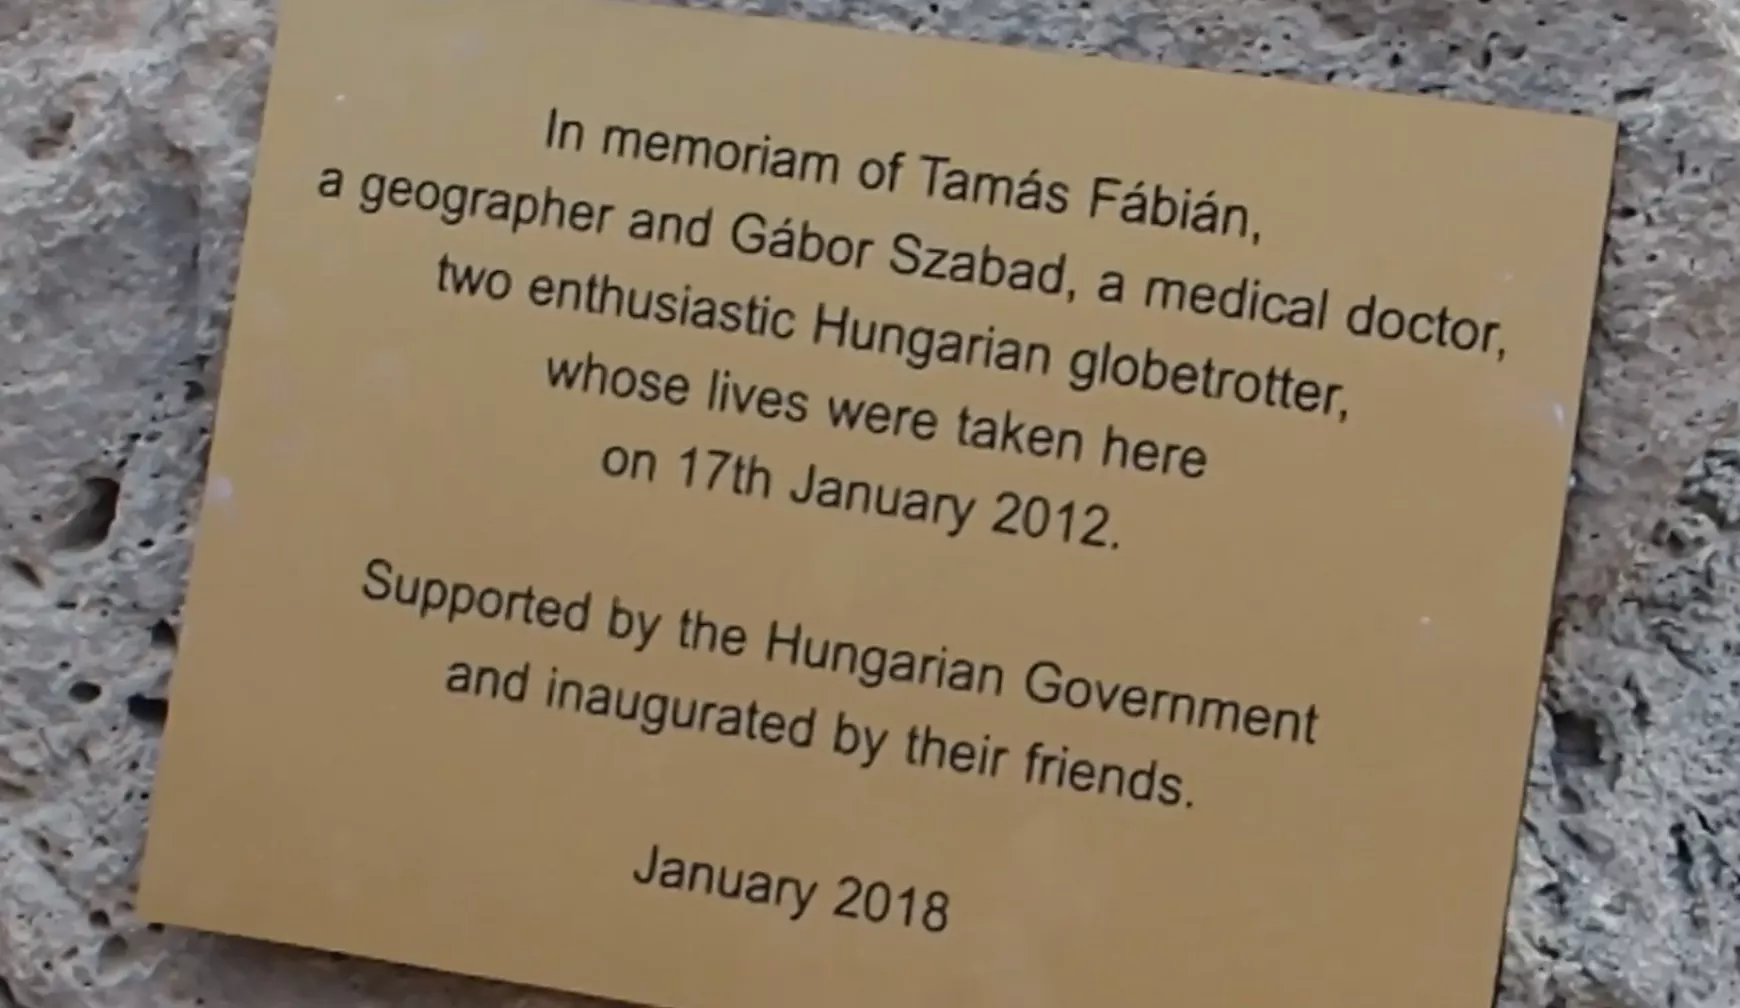 In memoriam of Tamás Fábián,
a geographer and Gábor Szabad, a medical doctor,
two enthusiastic Hungarian globetrotter,
whose lives were taken here
on 17th January 2012.
Supported by the Hungarian Government
and inaugurated by their friends.
January 2018